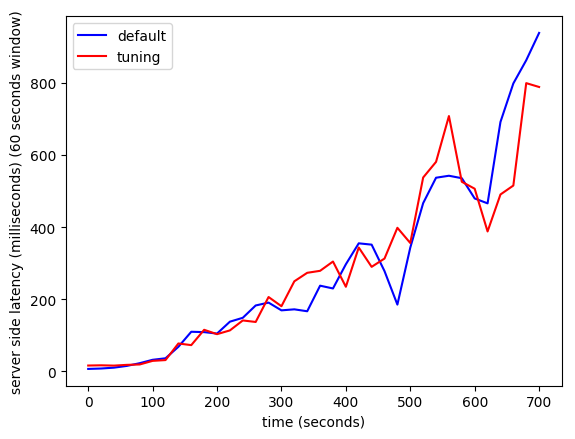 default
tuning
server side latency (milliseconds) (60 seconds window)
800
600
400
200
0
0 100 200 300 400 500 600 700
time (seconds)